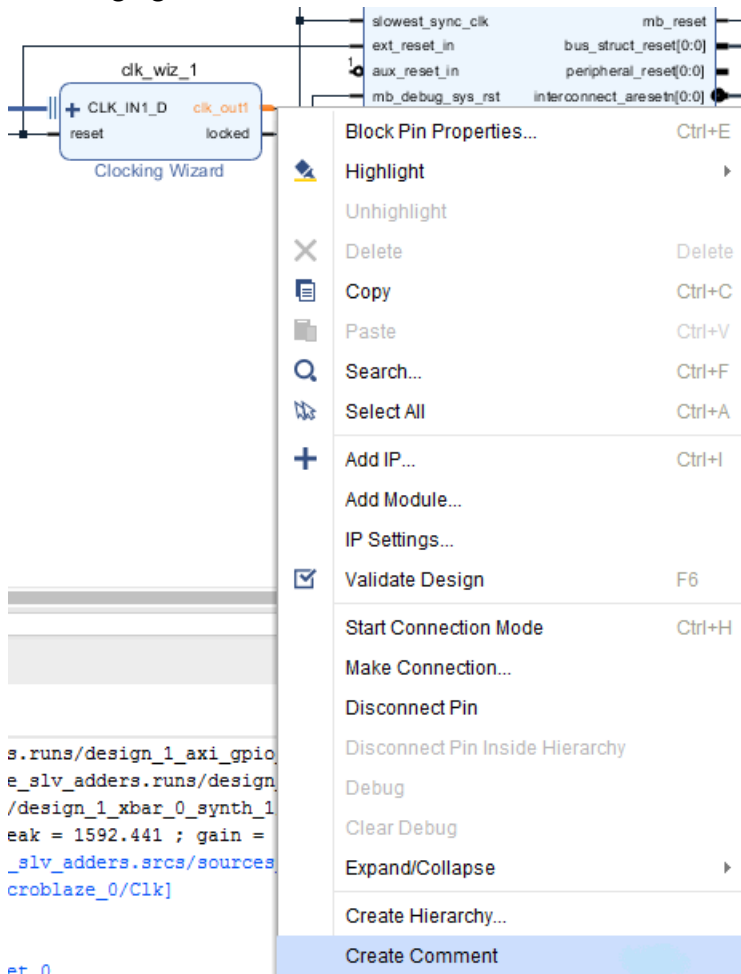 slowest_sync_clk mb_reset
ext_reset_in bus_struct_reset[0:0]
clk_wiz_1
1
aux_reset_in peripheral_reset[0:0]
mb_debug_sys_rst interconnect_aresetn[0:0]
CLK_IN1_D clk_out1
reset locked
Clocking Wizard
Block Pin Properties... Ctrl+E
Highlight
Unhighlight
Delete Delete
Copy Ctrl+C
Paste Ctrl+V
Search... Ctrl+F
Select All Ctrl+A
Add IP... Ctrl+I
Add Module...
IP Settings...
Validate Design F6
Start Connection Mode Ctrl+H
Make Connection...
Disconnect Pin
Disconnect Pin Inside Hierarchy
Debug
Clear Debug
Expand/Collapse
Create Hierarchy...
Create Comment
s.runs/design_1_axi_gpio
e_slv_adders.runs/design
/design_1_xbar_0_synth_1
eak = 1592.441 ; gain =
_slv_adders.srcs/sources
croblaze_0/Clk]
et_0